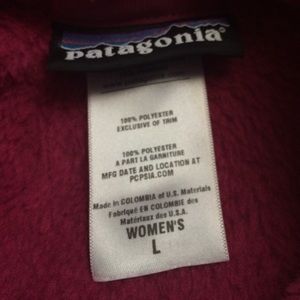 patagonia®
100% POLYESTER
EXCLUSIVE OF TRIM
100% POLYESTER
A PART LA GARNITURE
MFG DATE AND LOCATION AT
PCPSIA.COM
Made in COLOMBIA of U.S. Materials
Fabriqué EN COLOMBIE des
Matériaux des U.S.A.
WOMEN'S
L